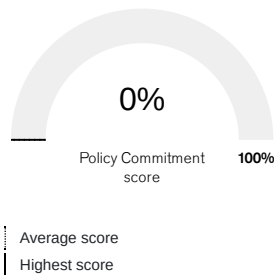 0%
Policy Commitment 100%
score
Average score
Highest score